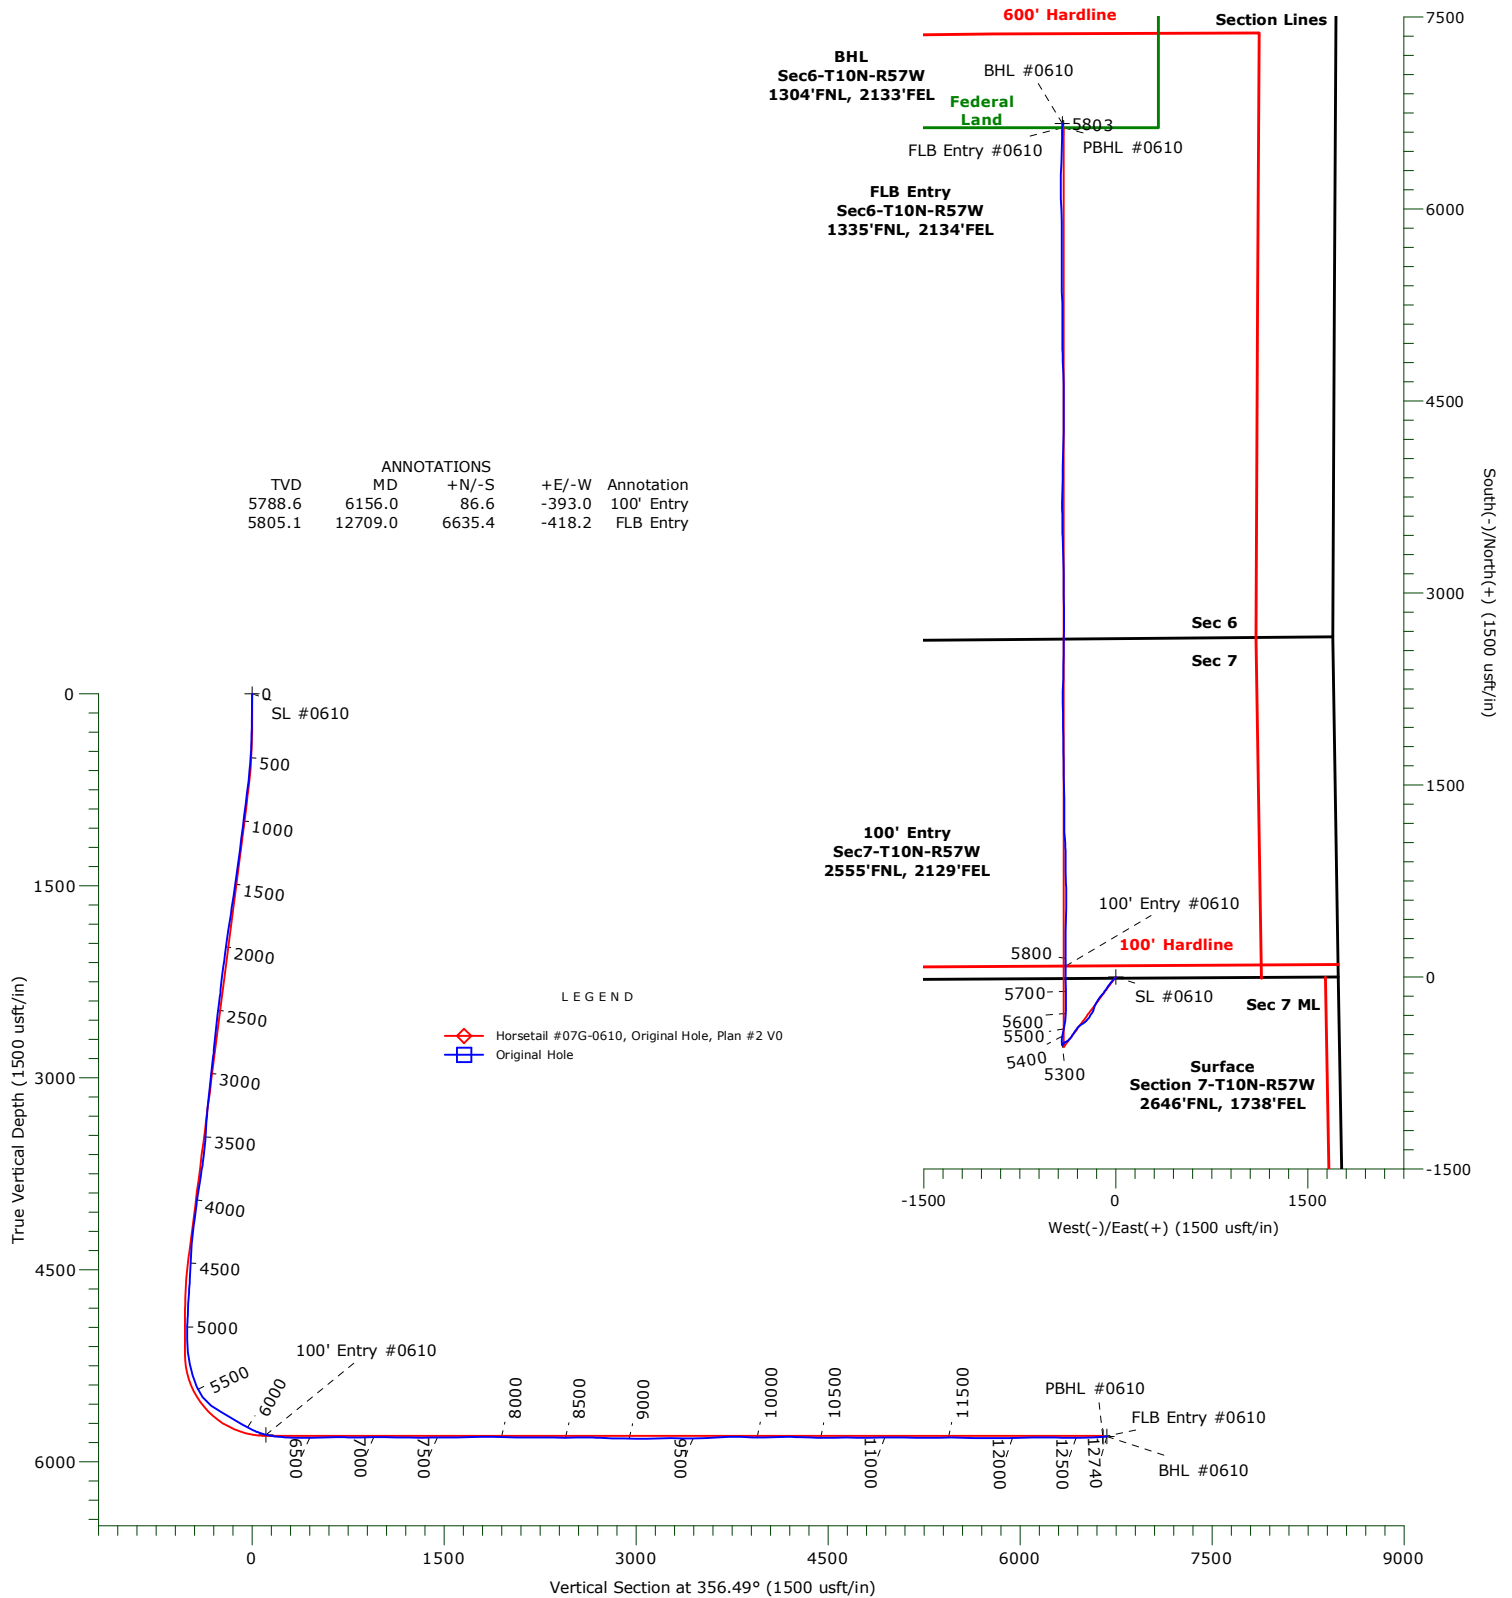 600' Hardline
Section Lines
7500
BHL
Sec6-T10N-R57W
1304'FNL, 2133'FEL
BHL #0610
Federal
Land
5803
FLB Entry #0610
PBHL #0610
FLB Entry
Sec6-T10N-R57W
1335'FNL, 2134'FEL
6000
4500
ANNOTATIONS
TVD MD +N/-S +E/-W Annotation
5788.6 6156.0 86.6 -393.0 100' Entry
5805.1 12709.0 6635.4 -418.2 FLB Entry
South(-)/North(+) (1500 usft/in)
3000
Sec 6
Sec 7
1500
100' Entry
Sec7-T10N-R57W
2555'FNL, 2129'FEL
100' Entry #0610
100' Hardline
5800
0
5700
SL #0610
Sec 7 ML
5600
5500
5400
5300
Surface
Section 7-T10N-R57W
2646'FNL, 1738'FEL
-1500
-1500
0
1500
West(-)/East(+) (1500 usft/in)
LEGEND
Horsetail #07G-0610, Original Hole, Plan #2 V0
Original Hole
True Vertical Depth (1500 usft/in)
0
1500
3000
4500
6000
0
SL #0610
500
1000
1500
2000
2500
3000
3500
4000
4500
5000
5500
6000
100' Entry #0610
6500
7000
7500
8000
8500
9000
9500
10000
10500
11000
11500
12000
12500
12740
PBHL #0610
FLB Entry #0610
BHL #0610
0
1500
3000
4500
6000
7500
9000
Vertical Section at 356.49° (1500 usft/in)